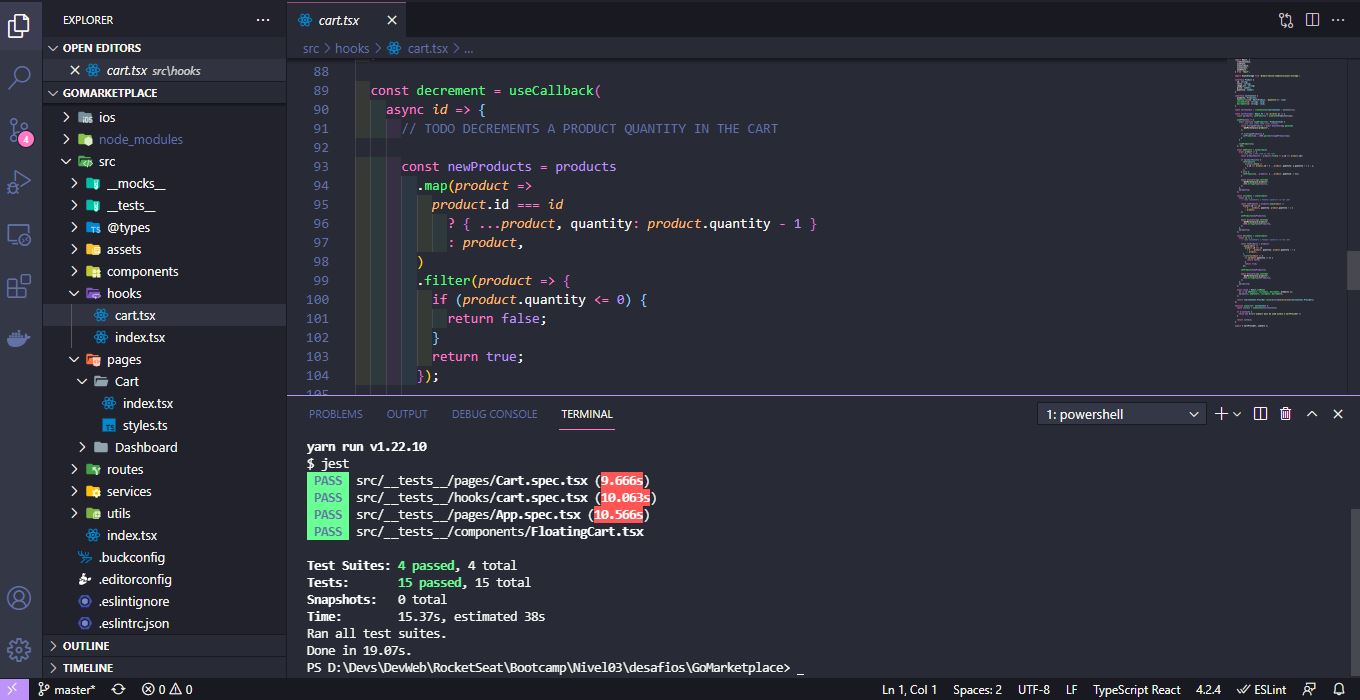 EXPLORER
OPEN EDITORS
cart.tsx src\hooks
GOMARKETPLACE
ios
node_modules
src
__mocks__
__tests__
@types
assets
components
hooks
cart.tsx
index.tsx
pages
Cart
index.tsx
styles.ts
Dashboard
routes
services
utils
index.tsx
.buckconfig
.editorconfig
.eslintignore
.eslintrc.json
OUTLINE
TIMELINE
4
cart.tsx
src > hooks > cart.tsx > ...
88
89 const decrement = useCallback(
90 async id => {
91 // TODO DECREMENTS A PRODUCT QUANTITY IN THE CART
92
93 const newProducts = products
94 .map(product =>
95 product.id === id
96 ? { ...product, quantity: product.quantity - 1 }
97 : product,
98 )
99 .filter(product => {
100 if (product.quantity <= 0) {
101 return false;
102 }
103 return true;
104 });
105
PROBLEMS OUTPUT DEBUG CONSOLE TERMINAL 1: powershell
yarn run v1.22.10
$ jest
PASS src/__tests__/pages/Cart.spec.tsx (9.666s)
PASS src/__tests__/hooks/cart.spec.tsx (10.063s)
PASS src/__tests__/pages/App.spec.tsx (10.566s)
PASS src/__tests__/components/FloatingCart.tsx
Test Suites: 4 passed, 4 total
Tests: 15 passed, 15 total
Snapshots: 0 total
Time: 15.37s, estimated 38s
Ran all test suites.
Done in 19.07s.
PS D:\Devs\DevWeb\RocketSeat\Bootcamp\Nivel03\desafios\GoMarketplace> _
master* 0 0 Ln 1, Col 1 Spaces: 2 UTF-8 LF TypeScript React 4.2.4 ESLint